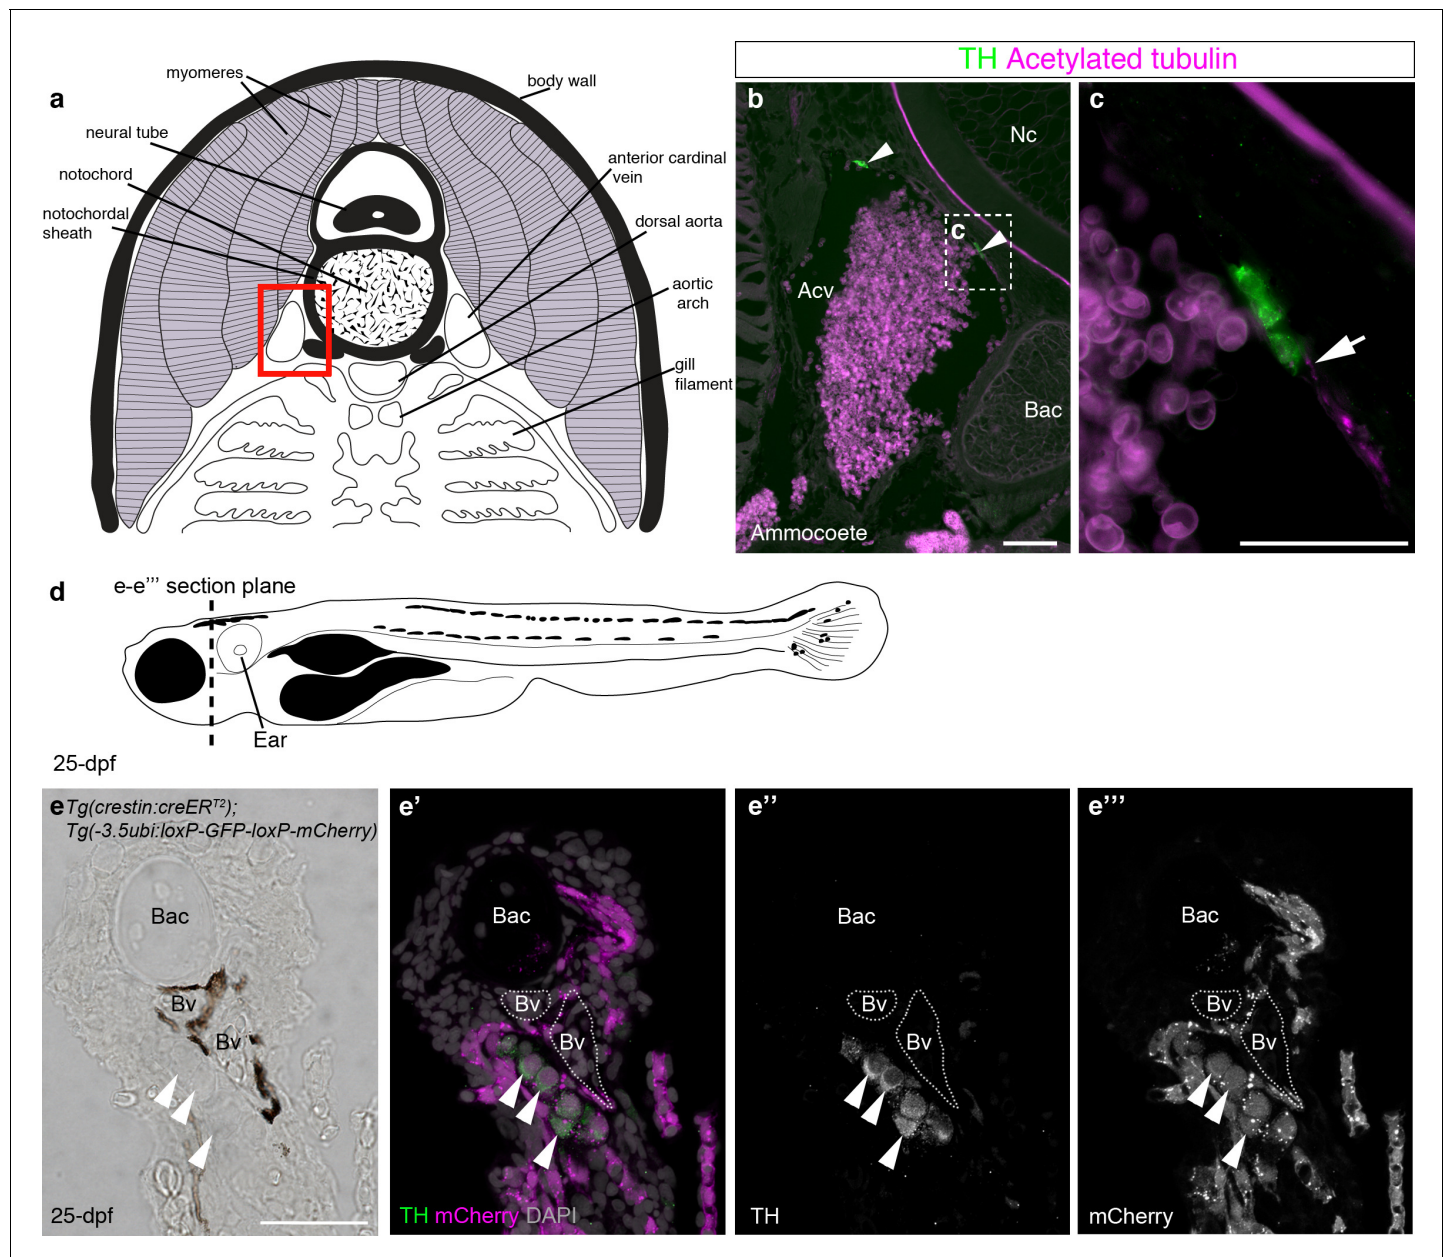 a
myomeres
body wall
neural tube
notochord
notochordal
sheath
anterior cardinal
vein
dorsal aorta
aortic
arch
gill
filament
TH Acetylated tubulin
b
Nc
c
Acv
Bac
Ammocoete
c
d
e-e''' section plane
Ear
25-dpf
e Tg(crestin:creERT2);
Tg(-3.5ubi:loxP-GFP-loxP-mCherry)
Bac
Bv
Bv
25-dpf
e'
Bac
Bv
Bv
TH mCherry DAPI
e''
Bac
Bv
Bv
TH
e'''
Bac
Bv
Bv
mCherry